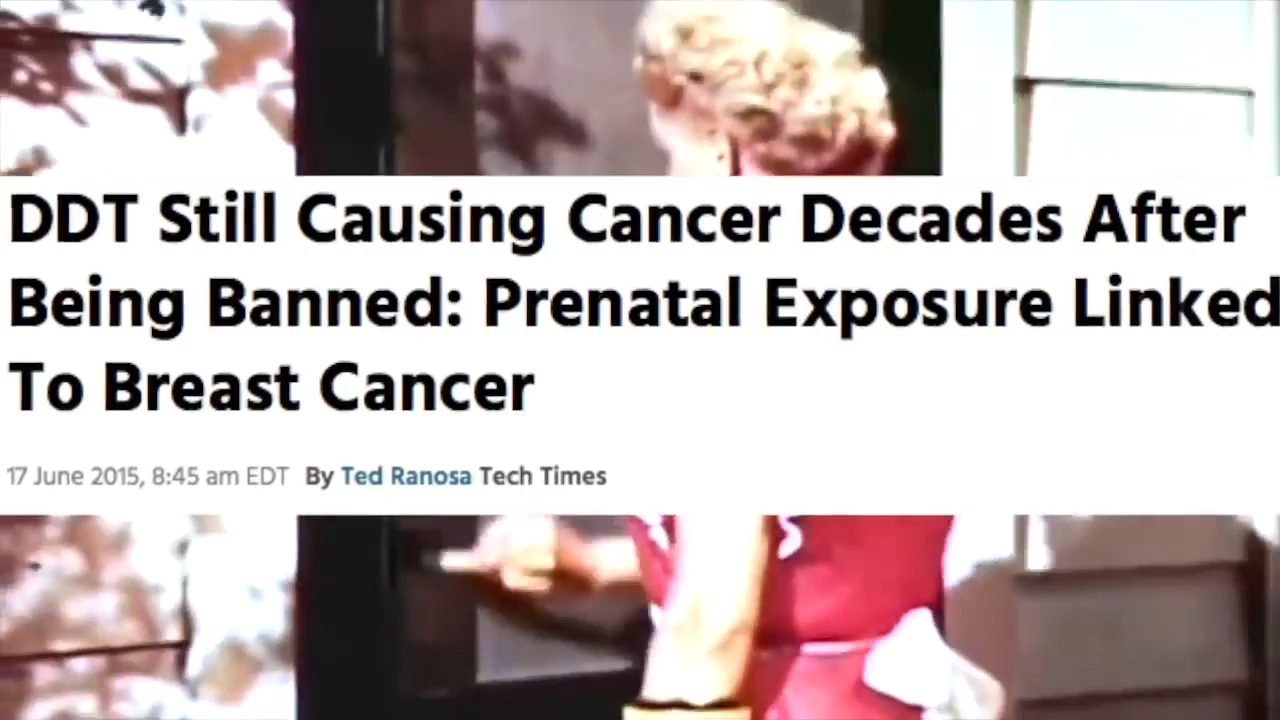 DDT Still Causing Cancer Decades After
Being Banned: Prenatal Exposure Linked
To Breast Cancer
17 June 2015, 8:45 am EDT By Ted Ranosa Tech Times